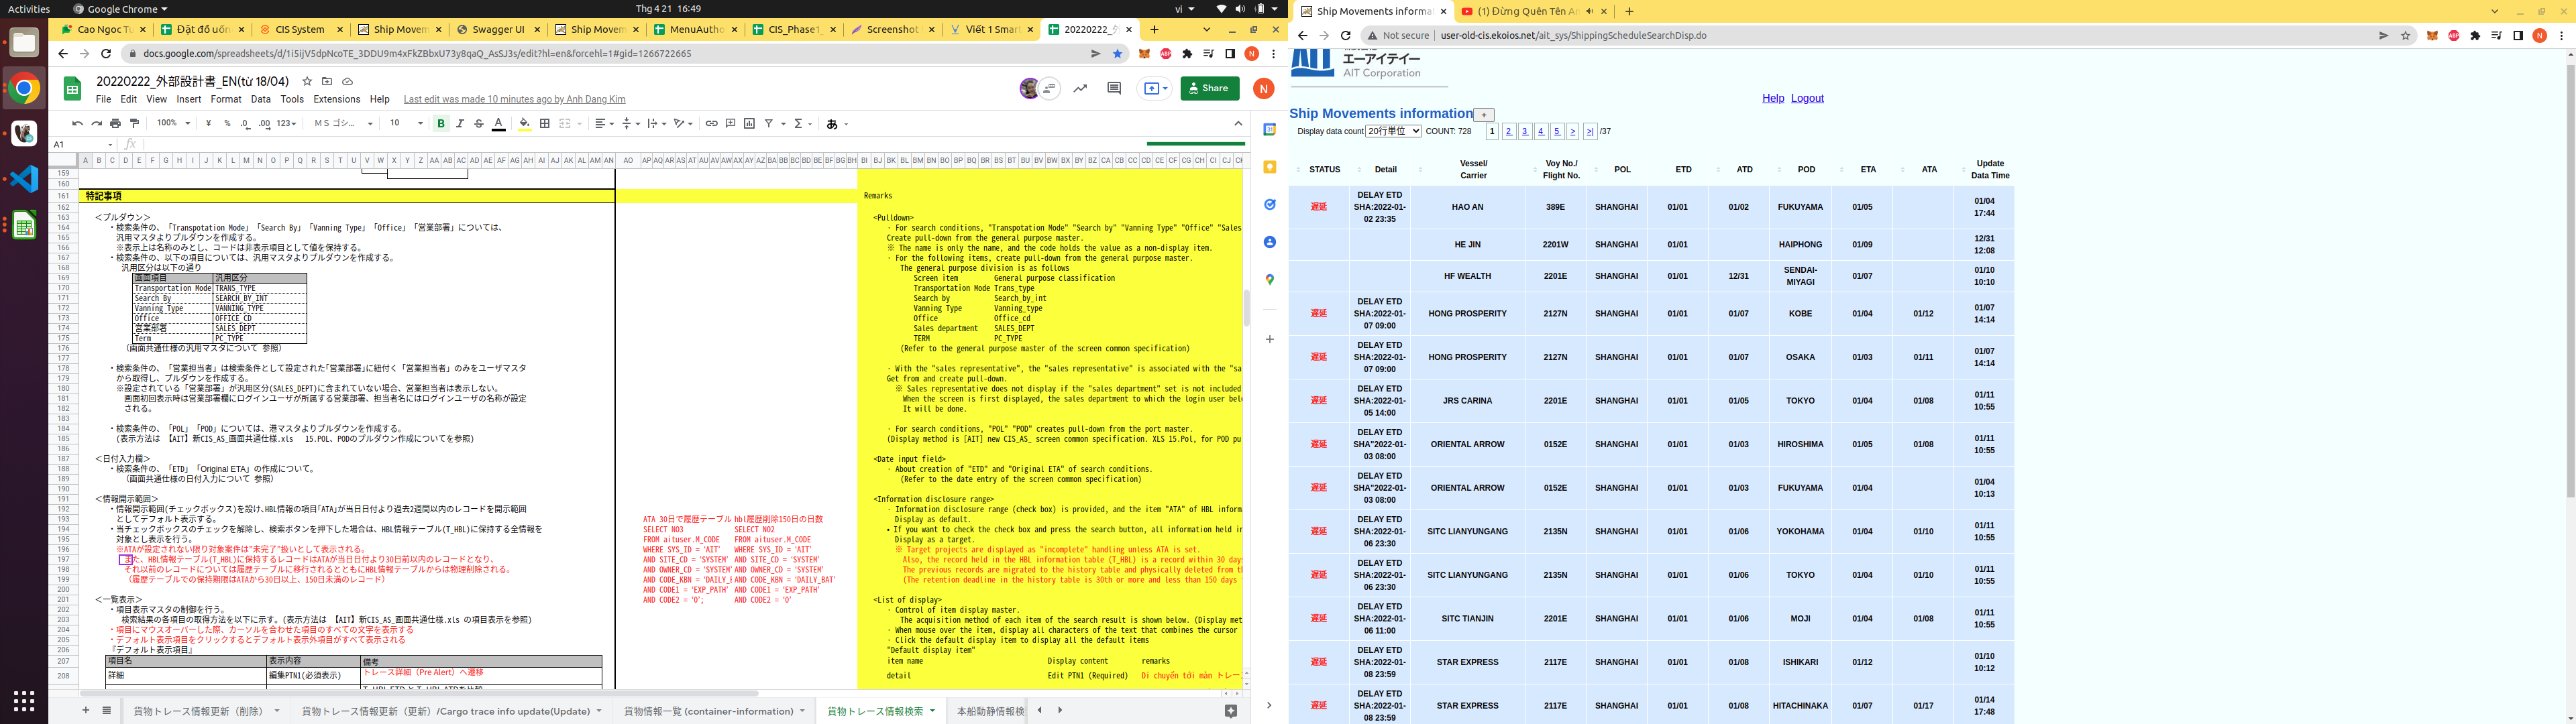 Activities
Google Chrome
Thg 4 21 16:49
vi
Cao Ngoc Tu
Đặt đồ uốn
CIS System
Ship Movem
Swagger UI
Ship Movem
MenuAutho
CIS_Phase1_
Screenshot
Viết 1 Smart
20220222_外
docs.google.com/spreadsheets/d/1i5ijV5dpNcoTE_3DDU9m4xFkZBbxU73y8qaQ_AsSJ3s/edit?hl=en&forcehl=1#gid=1266722665
20220222_外部設計書_EN(từ 18/04)
File Edit View Insert Format Data Tools Extensions Help
Last edit was made 10 minutes ago by Anh Dang Kim
Share
100%
10
A1
特記事項
Remarks
<プルダウン>
・検索条件の、「Transpotation Mode」「Search By」「Vanning Type」「Office」「営業部署」については、
汎用マスタよりプルダウンを作成する。
※表示上は名称のみとし、コードは非表示項目として値を保持する。
・検索条件の、以下の項目については、汎用マスタよりプルダウンを作成する。
汎用区分は以下の通り
画面項目 汎用区分
Transportation Mode TRANS_TYPE
Search By SEARCH_BY_INT
Vanning Type VANNING_TYPE
Office OFFICE_CD
営業部署 SALES_DEPT
Term PC_TYPE
(画面共通仕様の汎用マスタについて 参照)
・検索条件の、「営業担当者」は検索条件として設定された「営業部署」に紐付く「営業担当者」のみをユーザマスタ
から取得し、プルダウンを作成する。
※設定されている「営業部署」が汎用区分(SALES_DEPT)に含まれていない場合、営業担当者は表示しない。
画面初回表示時は営業部署欄にログインユーザが所属する営業部署、担当者名にはログインユーザの名称が設定
される。
・検索条件の、「POL」「POD」については、港マスタよりプルダウンを作成する。
(表示方法は 【AIT】新CIS_AS_画面共通仕様.xls 15.POL、PODのプルダウン作成についてを参照)
<日付入力欄>
・検索条件の、「ETD」「Original ETA」の作成について。
(画面共通仕様の日付入力について 参照)
<情報開示範囲>
・情報開示範囲(チェックボックス)を設け、HBL情報の項目「ATA」が当日日付より過去2週間以内のレコードを開示範囲
としてデフォルト表示する。
・当チェックボックスのチェックを解除し、検索ボタンを押下した場合は、HBL情報テーブル(T_HBL)に保持する全情報を
対象とし表示を行う。
※ATAが設定されない限り対象案件は"未完了"扱いとして表示される。
また、HBL情報テーブル(T_HBL)に保持するレコードはATAが当日日付より30日前以内のレコードとなり、
それ以前のレコードについては履歴テーブルに移行されるとともにHBL情報テーブルからは物理削除される。
(履歴テーブルでの保持期限はATAから30日以上、150日未満のレコード)
<一覧表示>
・項目表示マスタの制御を行う。
検索結果の各項目の取得方法を以下に示す。(表示方法は 【AIT】新CIS_AS_画面共通仕様.xls の項目表示を参照)
・項目にマウスオーバーした際、カーソルを合わせた項目のすべての文字を表示する
・デフォルト表示項目をクリックするとデフォルト表示外項目がすべて表示される
『デフォルト表示項目』
項目名 表示内容 備考
詳細 編集PTN1(必須表示) トレース詳細 (Pre Alert) へ遷移
ATA 30日で履歴テーブル hbl履歴削除150日の日数
SELECT NO3 SELECT NO2
FROM aituser.M_CODE FROM aituser.M_CODE
WHERE SYS_ID = 'AIT' WHERE SYS_ID = 'AIT'
AND SITE_CD = 'SYSTEM' AND SITE_CD = 'SYSTEM'
AND OWNER_CD = 'SYSTEM' AND OWNER_CD = 'SYSTEM'
AND CODE_KBN = 'DAILY_ AND CODE_KBN = 'DAILY_BAT'
AND CODE1 = 'EXP_PATH' AND CODE1 = 'EXP_PATH'
AND CODE2 = '0'; AND CODE2 = '0'
<Pulldown>
· For search conditions, "Transpotation Mode" "Search by" "Vanning Type" "Office" "Sales
Create pull-down from the general purpose master.
※ The name is only the name, and the code holds the value as a non-display item.
· For the following items, create pull-down from the general purpose master.
The general purpose division is as follows
Screen item General purpose classification
Transportation Mode Trans_type
Search by Search_by_int
Vanning Type Vanning_type
Office Office_cd
Sales department SALES_DEPT
TERM PC_TYPE
(Refer to the general purpose master of the screen common specification)
· With the "sales representative", the "sales representative" is associated with the "sa
Get from and create pull-down.
※ Sales representative does not display if the "sales department" set is not included
When the screen is first displayed, the sales department to which the login user belo
It will be done.
· For search conditions, "POL" "POD" creates pull-down from the port master.
(Display method is [AIT] new CIS_AS_ screen common specification. XLS 15.Pol, for POD pu
<Date input field>
· About creation of "ETD" and "Original ETA" of search conditions.
(Refer to the date entry of the screen common specification)
<Information disclosure range>
· Information disclosure range (check box) is provided, and the item "ATA" of HBL informa
Display as default.
• If you want to check the check box and press the search button, all information held in
Display as a target.
※ Target projects are displayed as "incomplete" handling unless ATA is set.
Also, the record held in the HBL information table (T_HBL) is a record within 30 days
The previous records are migrated to the history table and physically deleted from th
(The retention deadline in the history table is 30th or more and less than 150 days
<List of display>
· Control of item display master.
The acquisition method of each item of the search result is shown below. (Display met
· When mouse over the item, display all characters of the text that combines the cursor
· Click the default display item to display all the default items
"Default display item"
item name Display content remarks
detail Edit PTN1 (Required) Di chuyển tới màn トレース
貨物トレース情報更新（削除）
貨物トレース情報更新（更新）/Cargo trace info update(Update)
貨物情報一覧 (container-information)
貨物トレース情報検索
本船動静情報検
Ship Movements informat
(1) Đừng Quên Tên An
Not secure user-old-cis.ekoios.net/ait_sys/ShippingScheduleSearchDisp.do
AIT
エーアイテイー
AIT Corporation
Help Logout
Ship Movements information +
Display data count 20行単位 COUNT: 728 1 2 3 4 5 > >| /37
STATUS Detail Vessel/ Carrier Voy No./ Flight No. POL ETD ATD POD ETA ATA Update Data Time
遅延 DELAY ETD SHA:2022-01-02 23:35 HAO AN 389E SHANGHAI 01/01 01/02 FUKUYAMA 01/05 01/04 17:44
HE JIN 2201W SHANGHAI 01/01 HAIPHONG 01/09 12/31 12:08
HF WEALTH 2201E SHANGHAI 01/01 12/31 SENDAI-MIYAGI 01/07 01/10 10:10
遅延 DELAY ETD SHA:2022-01-07 09:00 HONG PROSPERITY 2127N SHANGHAI 01/01 01/07 KOBE 01/04 01/12 01/07 14:14
遅延 DELAY ETD SHA:2022-01-07 09:00 HONG PROSPERITY 2127N SHANGHAI 01/01 01/07 OSAKA 01/03 01/11 01/07 14:14
遅延 DELAY ETD SHA:2022-01-05 14:00 JRS CARINA 2201E SHANGHAI 01/01 01/05 TOKYO 01/04 01/08 01/11 10:55
遅延 DELAY ETD SHA"2022-01-03 08:00 ORIENTAL ARROW 0152E SHANGHAI 01/01 01/03 HIROSHIMA 01/05 01/08 01/11 10:55
遅延 DELAY ETD SHA"2022-01-03 08:00 ORIENTAL ARROW 0152E SHANGHAI 01/01 01/03 FUKUYAMA 01/04 01/04 10:13
遅延 DELAY ETD SHA:2022-01-06 23:30 SITC LIANYUNGANG 2135N SHANGHAI 01/01 01/06 YOKOHAMA 01/04 01/10 01/11 10:55
遅延 DELAY ETD SHA:2022-01-06 23:30 SITC LIANYUNGANG 2135N SHANGHAI 01/01 01/06 TOKYO 01/04 01/10 01/11 10:55
遅延 DELAY ETD SHA:2022-01-06 11:00 SITC TIANJIN 2201E SHANGHAI 01/01 01/06 MOJI 01/04 01/08 01/11 10:55
遅延 DELAY ETD SHA:2022-01-08 23:59 STAR EXPRESS 2117E SHANGHAI 01/01 01/08 ISHIKARI 01/12 01/10 10:12
遅延 DELAY ETD SHA:2022-01-08 23:59 STAR EXPRESS 2117E SHANGHAI 01/01 01/08 HITACHINAKA 01/07 01/17 01/14 17:48